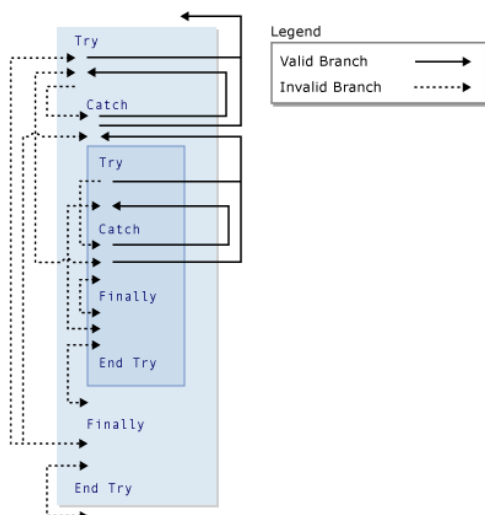 Try
Catch
Try
Catch
Finally
End Try
Finally
End Try
Legend
Valid Branch
Invalid Branch